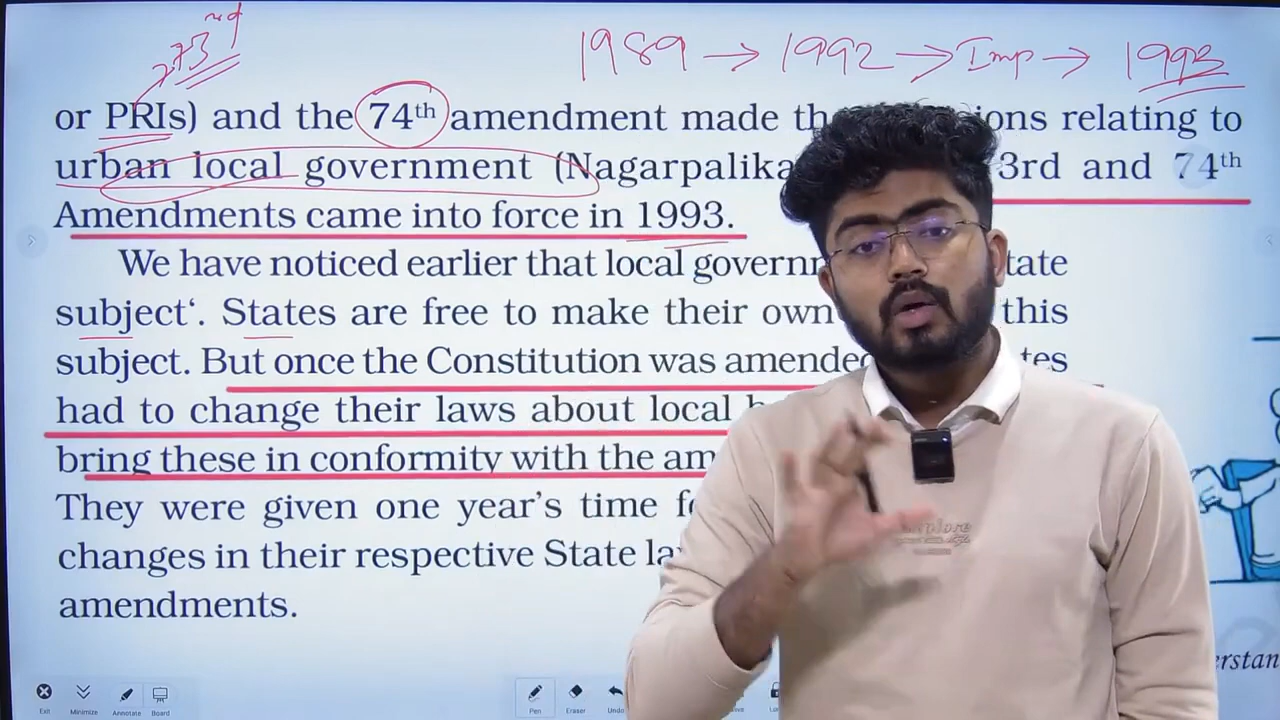 73rd
1989 → 1992 → Imp → 1993
or PRIs) and the 74th amendment made th ions relating to
urban local government (Nagarpalika 3rd and 74th
Amendments came into force in 1993.
We have noticed earlier that local governm tate
subject‘. States are free to make their own this
subject. But once the Constitution was amended tes
had to change their laws about local b
bring these in conformity with the am
They were given one year’s time fo
changes in their respective State la
amendments.
erstan
Exit Minimize Annotate Board Pen Eraser Undo